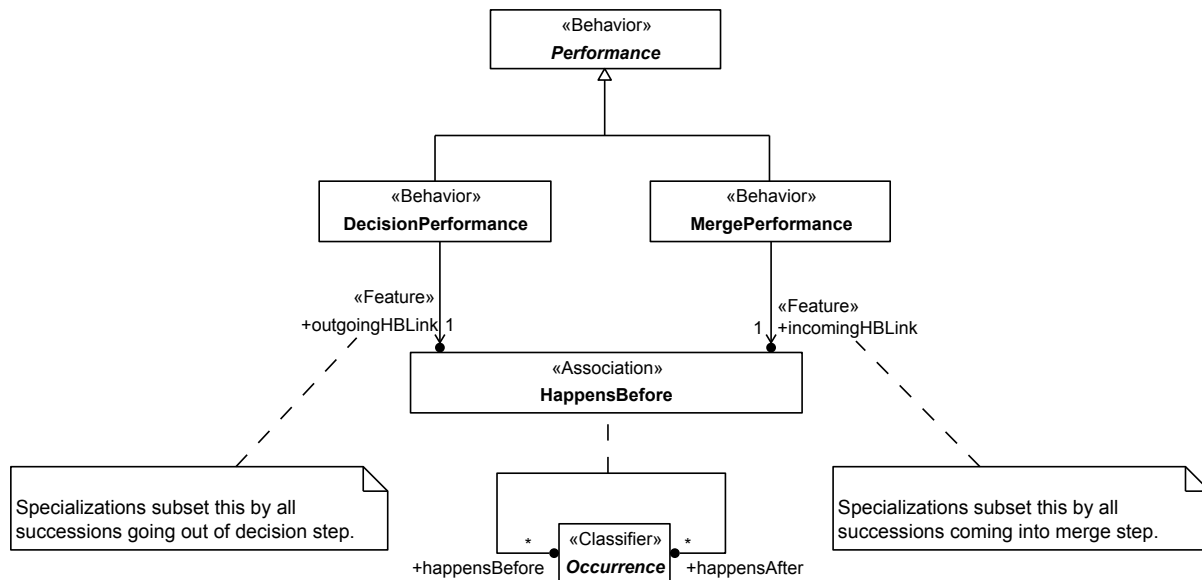 «Behavior»
Performance
«Behavior»
DecisionPerformance
«Behavior»
MergePerformance
«Feature»
+outgoingHBLink 1
«Feature»
1 +incomingHBLink
«Association»
HappensBefore
Specializations subset this by all
successions going out of decision step.
Specializations subset this by all
successions coming into merge step.
* «Classifier» *
+happensBefore Occurrence +happensAfter